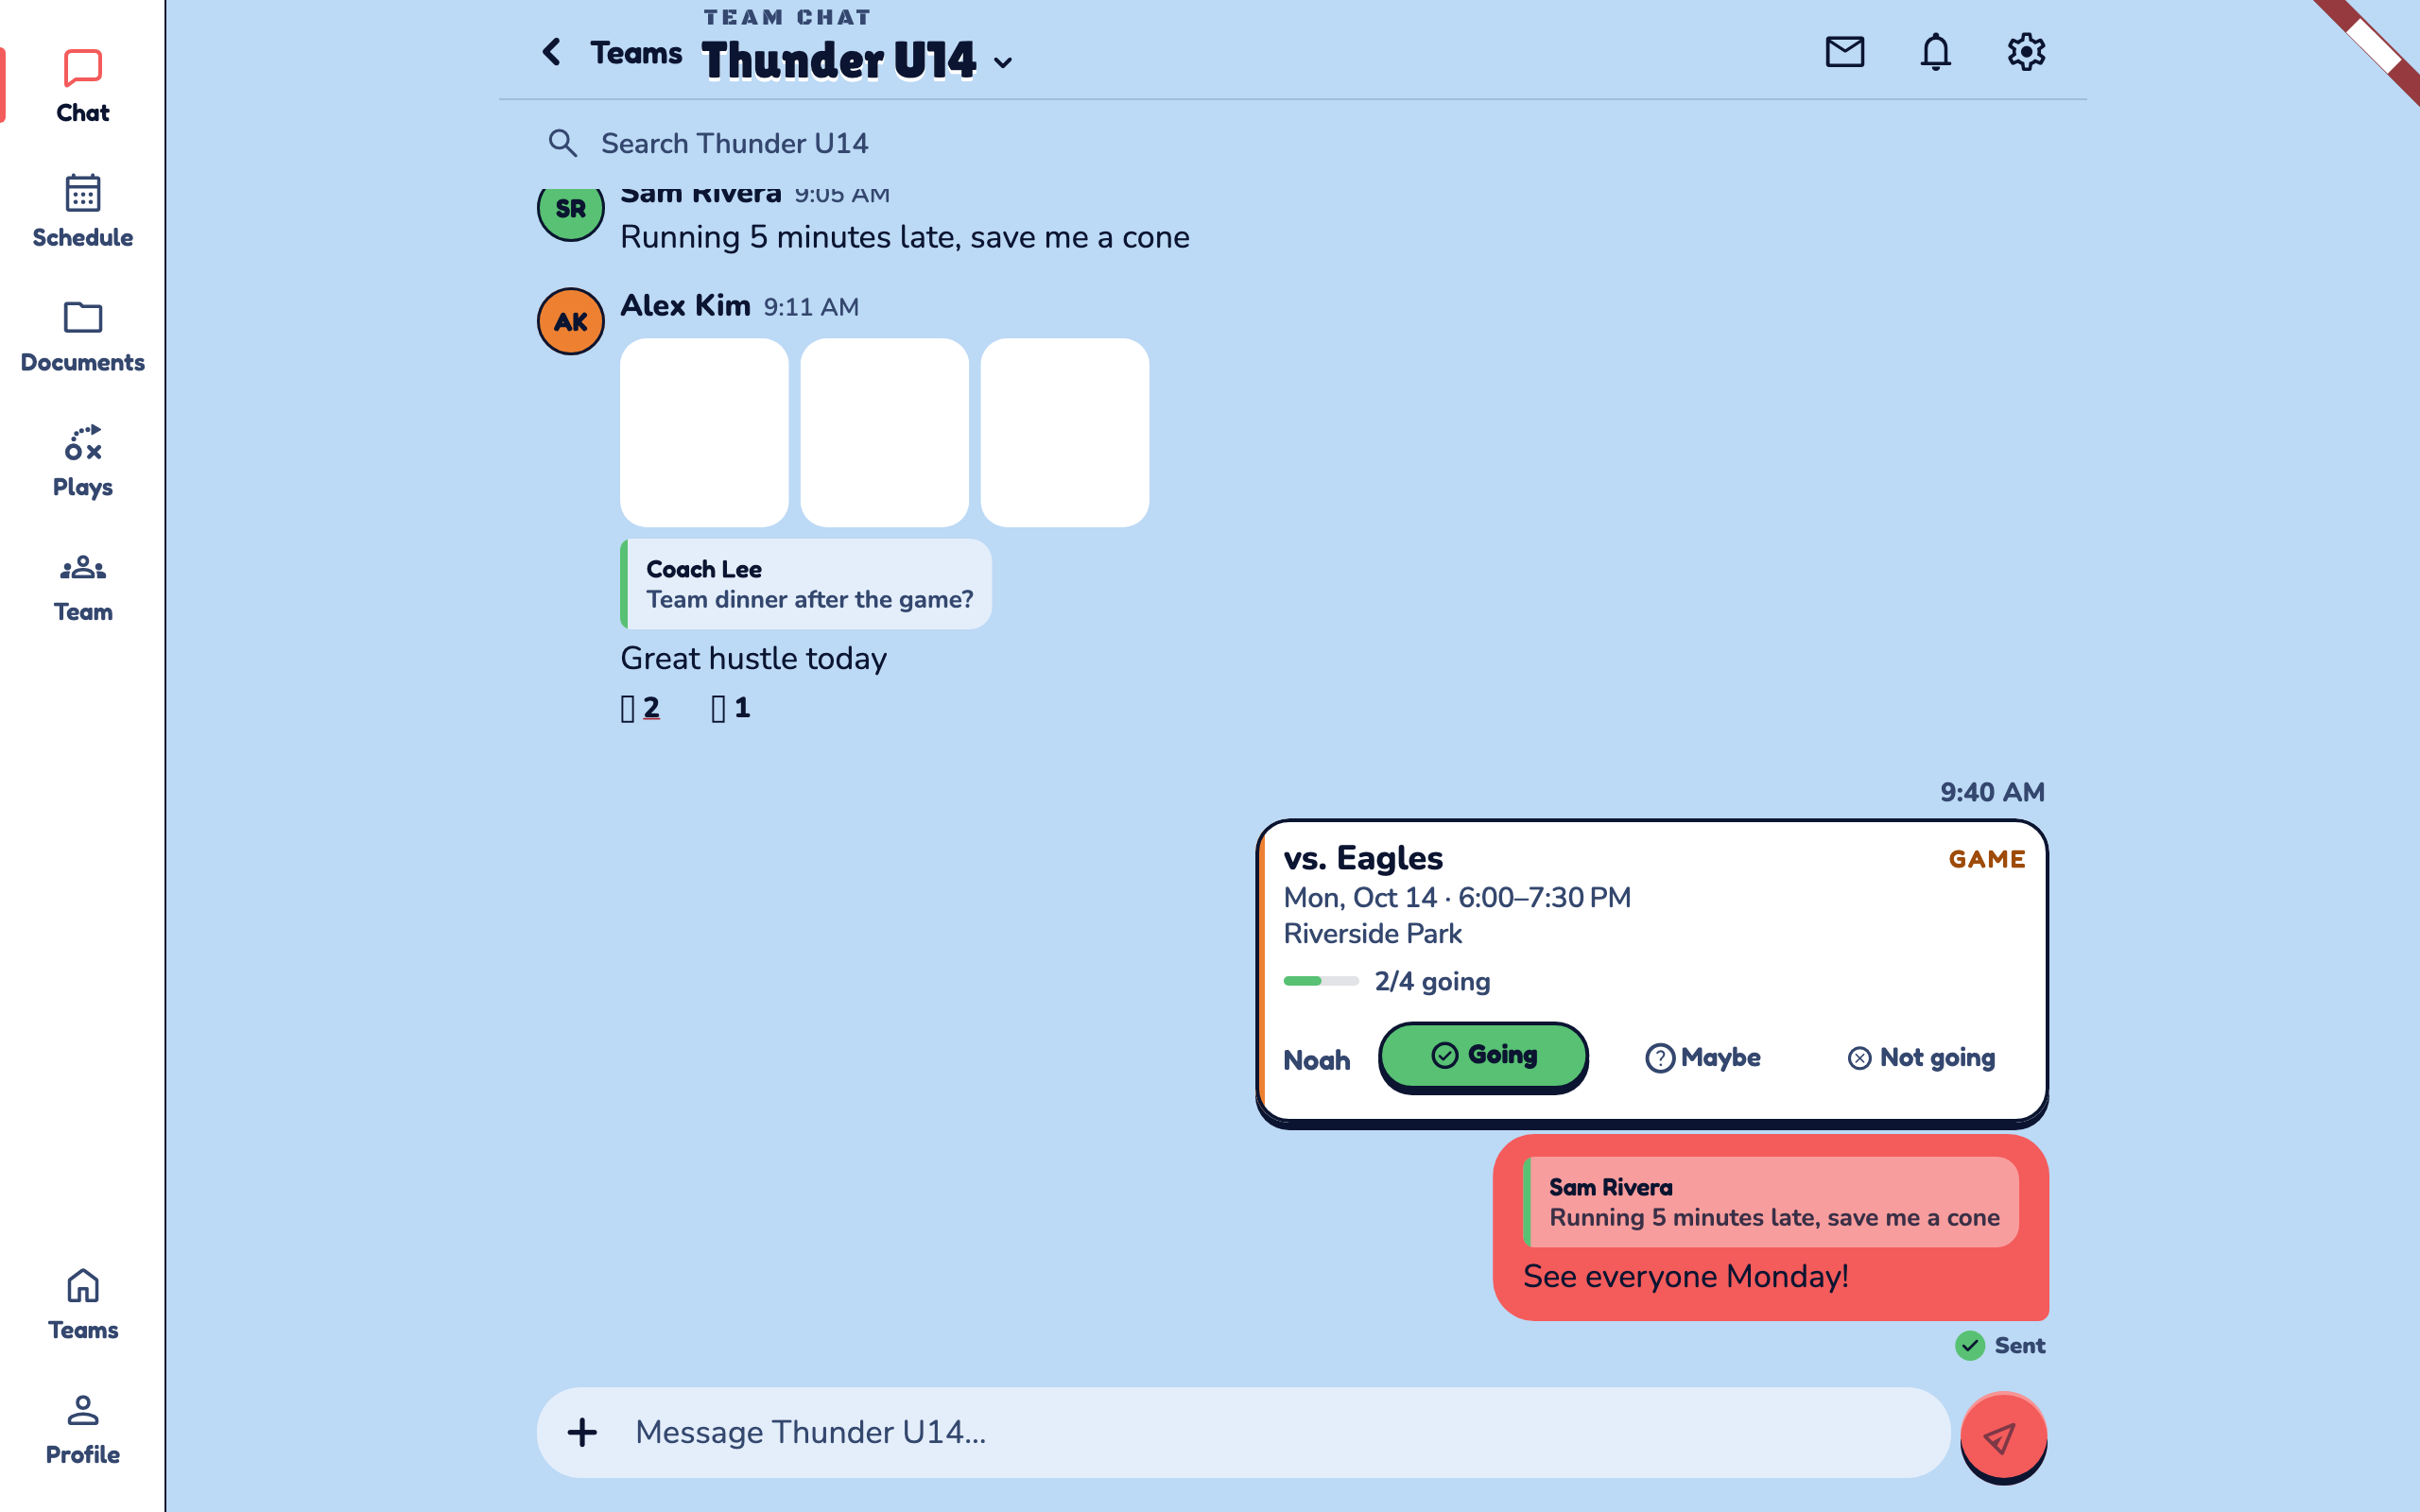 TEAM CHAT
Teams
Thunder U14
Search Thunder U14
Chat
Schedule
Documents
Plays
Team
Teams
Profile
SR
Sam Rivera 9:05 AM
Running 5 minutes late, save me a cone
AK
Alex Kim 9:11 AM
Coach Lee
Team dinner after the game?
Great hustle today
2 1
9:40 AM
vs. Eagles GAME
Mon, Oct 14 · 6:00–7:30 PM
Riverside Park
2/4 going
Noah Going Maybe Not going
Sam Rivera
Running 5 minutes late, save me a cone
See everyone Monday!
Sent
Message Thunder U14...